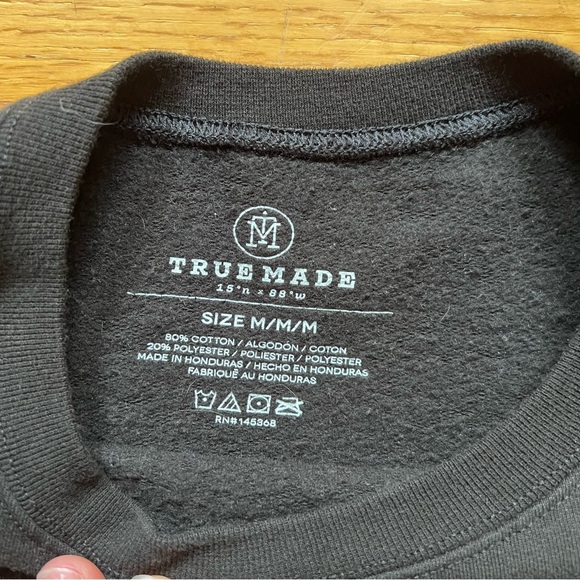 TM
TRUE MADE
15°n x 88°w
SIZE M/M/M
80% COTTON / ALGODÓN / COTON
20% POLYESTER / POLIESTER / POLYESTER
MADE IN HONDURAS / HECHO EN HONDURAS
FABRIQUÉ AU HONDURAS
RN#145368